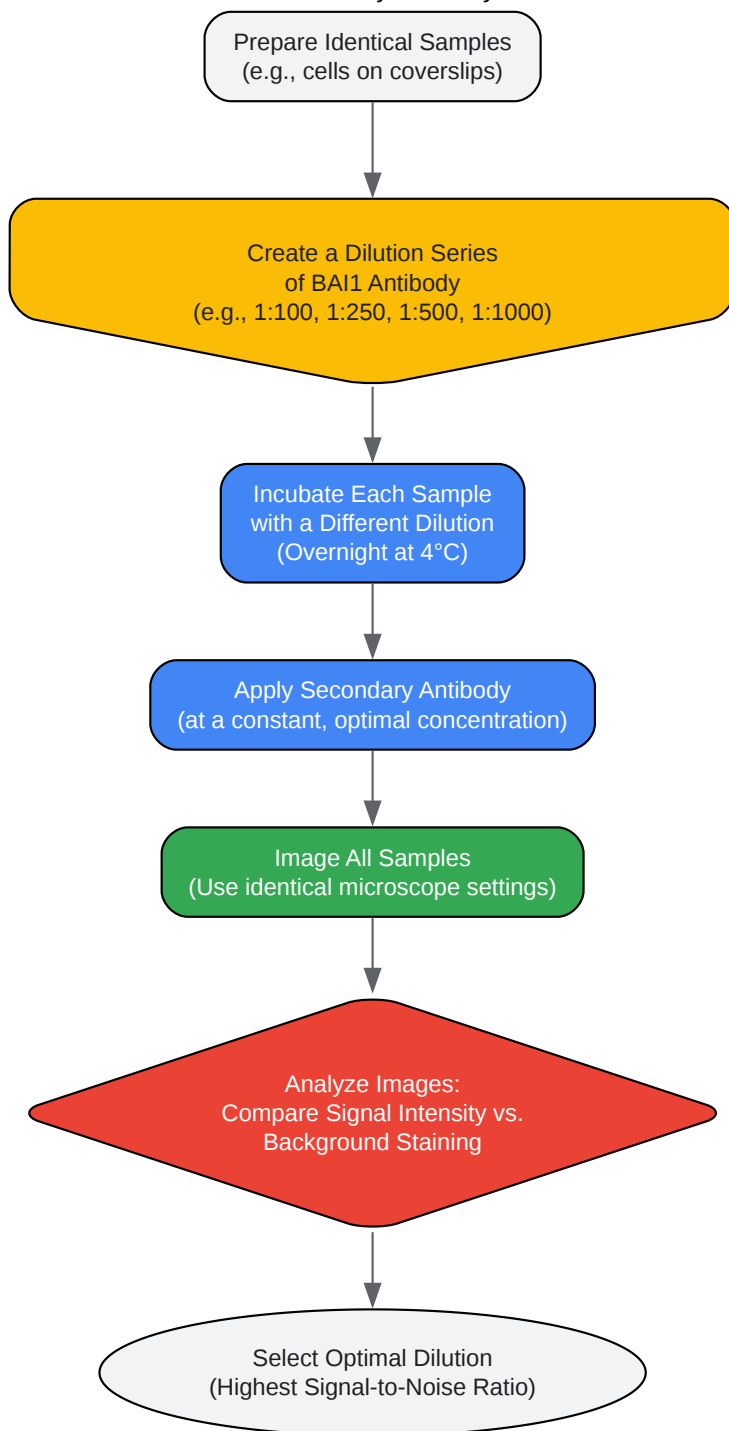 Prepare Identical Samples
(e.g., cells on coverslips)
Create a Dilution Series
of BAI1 Antibody
(e.g., 1:100, 1:250, 1:500, 1:1000)
Incubate Each Sample
with a Different Dilution
(Overnight at 4°C)
Apply Secondary Antibody
(at a constant, optimal concentration)
Image All Samples
(Use identical microscope settings)
Analyze Images:
Compare Signal Intensity vs.
Background Staining
Select Optimal Dilution
(Highest Signal-to-Noise Ratio)